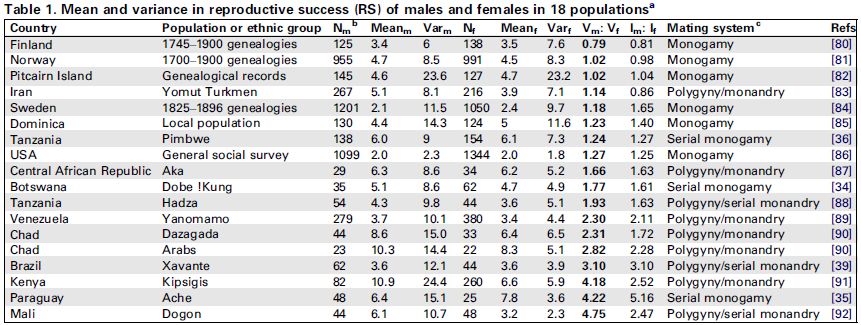 Table 1. Mean and variance in reproductive success (RS) of males and females in 18 populationsᵃ
Country Population or ethnic group Nₘᵇ Meanₘ Varₘ N𝒇 Mean𝒇 Var𝒇 Vₘ: V𝒇 Iₘ: I𝒇 Mating systemᶜ Refs
Finland 1745–1900 genealogies 125 3.4 6 138 3.5 7.6 0.79 0.81 Monogamy [80]
Norway 1700–1900 genealogies 955 4.7 8.5 991 4.5 8.3 1.02 0.98 Monogamy [81]
Pitcairn Island Genealogical records 145 4.6 23.6 127 4.7 23.2 1.02 1.04 Monogamy [82]
Iran Yomut Turkmen 267 5.1 8.1 216 3.9 7.1 1.14 0.86 Polygyny/monandry [83]
Sweden 1825–1896 genealogies 1201 2.1 11.5 1050 2.4 9.7 1.18 1.65 Monogamy [84]
Dominica Local population 130 4.4 14.3 124 5 11.6 1.23 1.40 Monogamy [85]
Tanzania Pimbwe 138 6.0 9 154 6.1 7.3 1.24 1.27 Serial monogamy [36]
USA General social survey 1099 2.0 2.3 1344 2.0 1.8 1.27 1.25 Monogamy [86]
Central African Republic Aka 29 6.3 8.6 34 6.2 5.2 1.66 1.63 Polygyny/monandry [87]
Botswana Dobe !Kung 35 5.1 8.6 62 4.7 4.9 1.77 1.61 Serial monogamy [34]
Tanzania Hadza 54 4.3 9.8 44 3.6 5.1 1.93 1.63 Polygyny/serial monandry [88]
Venezuela Yanomamo 279 3.7 10.1 380 3.4 4.4 2.30 2.11 Polygyny/monandry [89]
Chad Dazagada 44 8.6 15.0 33 6.4 6.5 2.31 1.72 Polygyny/monandry [90]
Chad Arabs 23 10.3 14.4 22 8.3 5.1 2.82 2.28 Polygyny/monandry [90]
Brazil Xavante 62 3.6 12.1 44 3.6 3.9 3.10 3.10 Polygyny/serial monandry [39]
Kenya Kipsigis 82 10.9 24.4 260 6.6 5.9 4.18 2.52 Polygyny/monandry [91]
Paraguay Ache 48 6.4 15.1 25 7.8 3.6 4.22 5.16 Serial monogamy [35]
Mali Dogon 44 6.1 10.7 48 3.2 2.3 4.75 2.47 Polygyny/serial monandry [92]